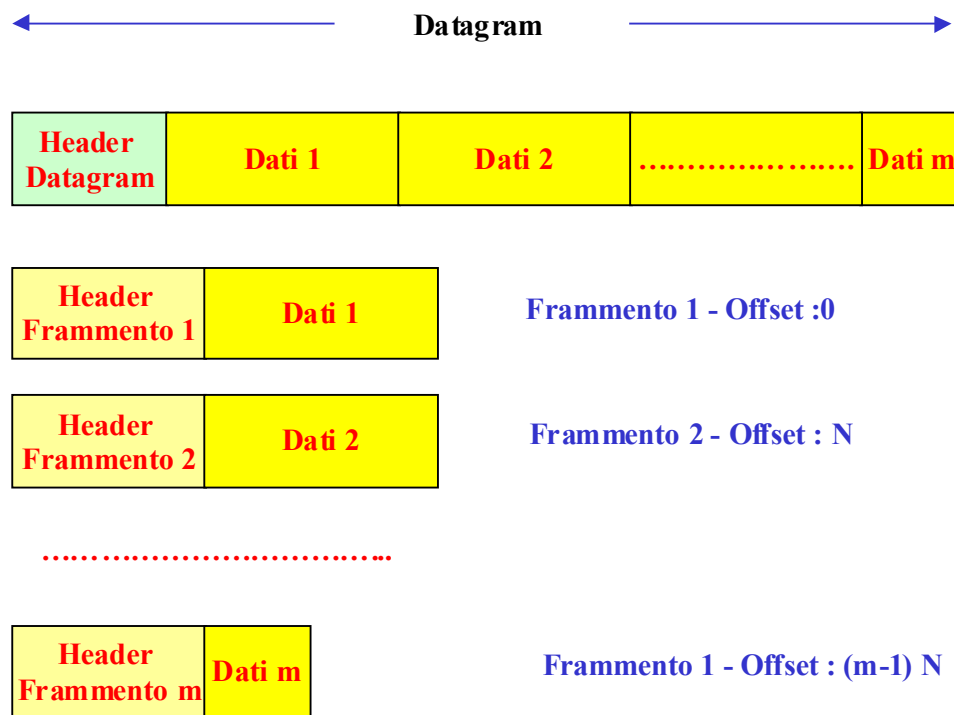 Datagram
Header
Datagram
Dati 1
Dati 2
………………….
Dati m
Header
Frammento 1
Dati 1
Frammento 1 - Offset :0
Header
Frammento 2
Dati 2
Frammento 2 - Offset : N
…………………………...
Header
Frammento m
Dati m
Frammento 1 - Offset : (m-1) N